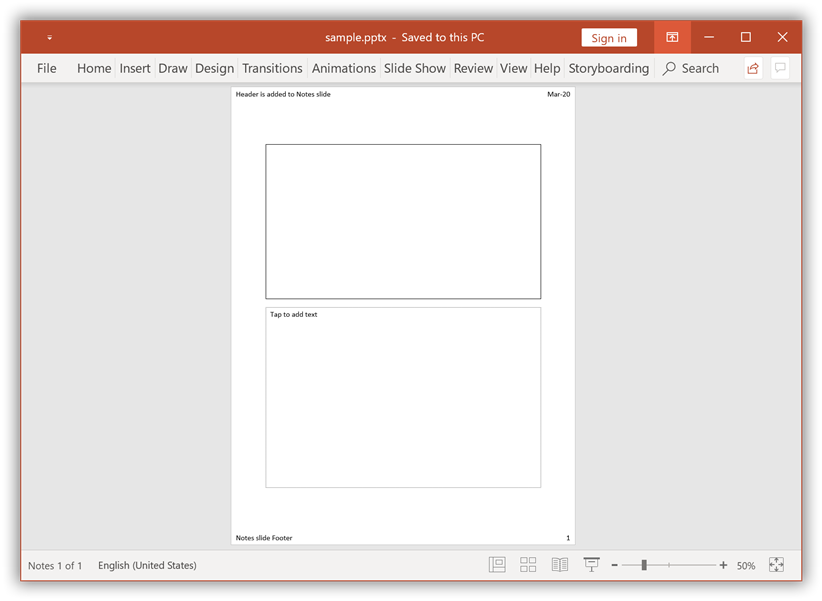 sample.pptx - Saved to this PC
Sign in
File Home Insert Draw Design Transitions Animations Slide Show Review View Help Storyboarding Search
Header is added to Notes slide Mar-20
Tap to add text
Notes slide Footer 1
Notes 1 of 1 English (United States) 50%